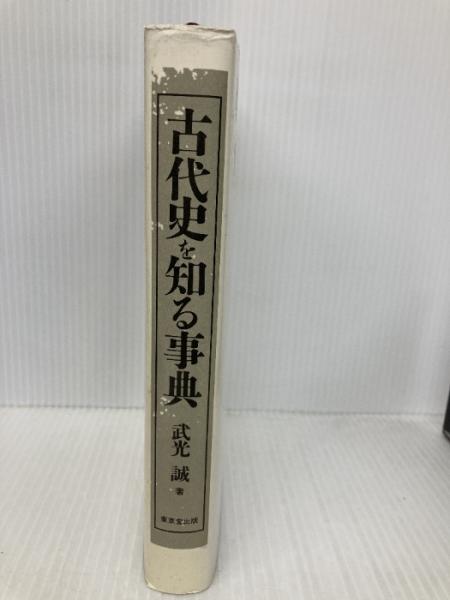 古代史を知る事典
武光 誠 著
東京堂出版